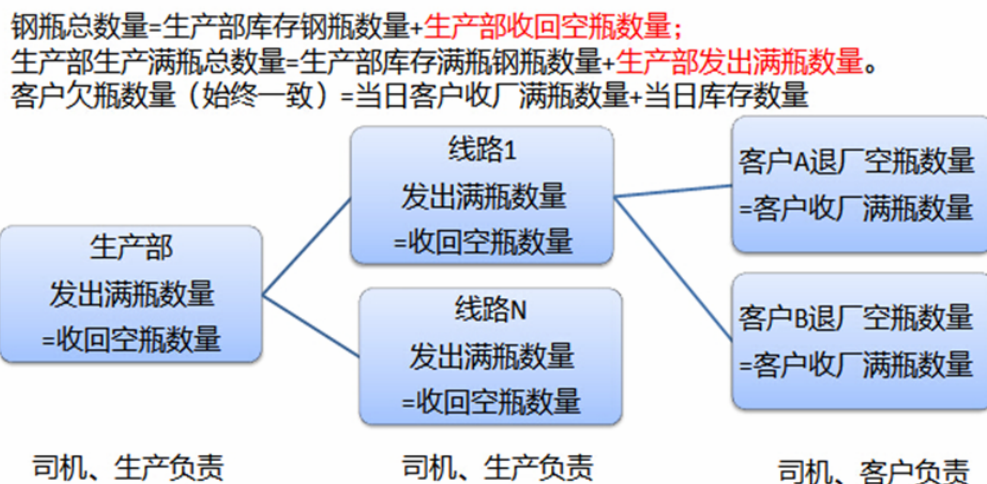 钢瓶总数量=生产部库存钢瓶数量+生产部收回空瓶数量；
生产部生产满瓶总数量=生产部库存满瓶钢瓶数量+生产部发出满瓶数量。
客户欠瓶数量（始终一致）=当日客户收厂满瓶数量+当日库存数量
生产部
发出满瓶数量
=收回空瓶数量
线路1
发出满瓶数量
=收回空瓶数量
线路N
发出满瓶数量
=收回空瓶数量
客户A退厂空瓶数量
=客户收厂满瓶数量
客户B退厂空瓶数量
=客户收厂满瓶数量
司机、生产负责
司机、生产负责
司机、客户负责